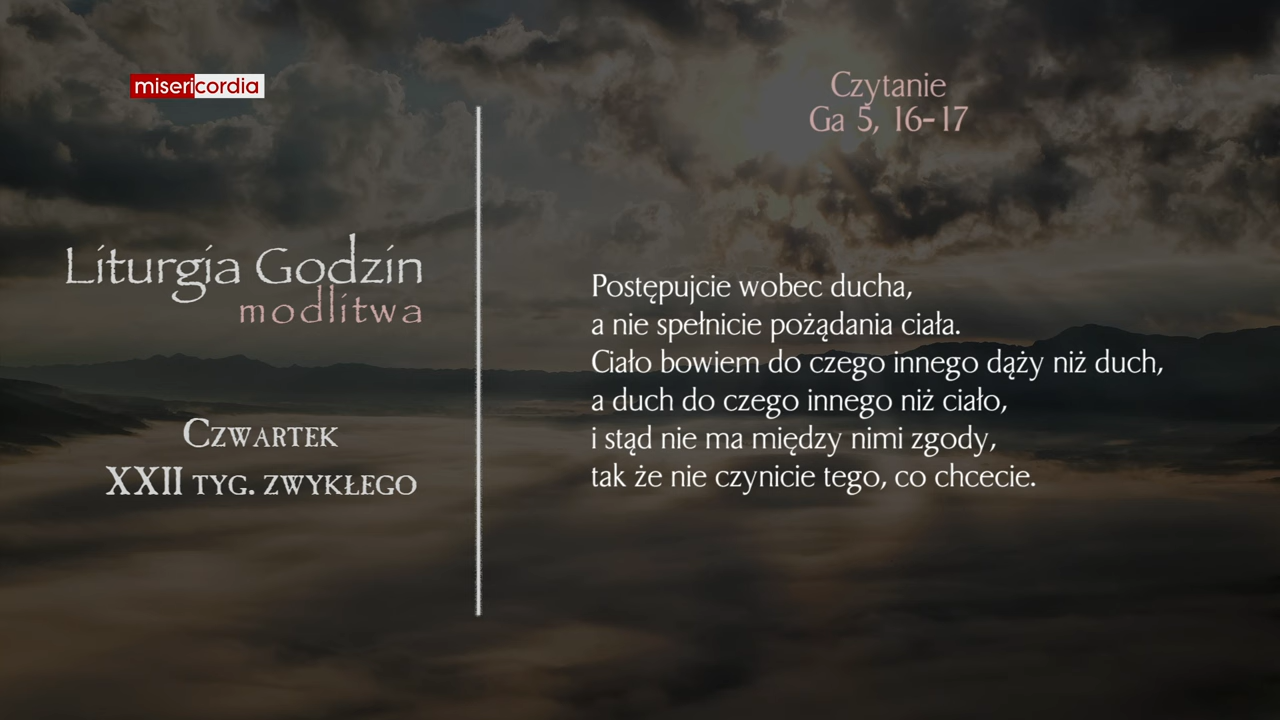 misericordia
Liturgia Godzin
modlitwa
Czwartek
XXII tyg. zwykłego
Czytanie
Ga 5, 16-17
Postępujcie wobec ducha,
a nie spełnicie pożądania ciała.
Ciało bowiem do czego innego dąży niż duch,
a duch do czego innego niż ciało,
i stąd nie ma między nimi zgody,
tak że nie czynicie tego, co chcecie.